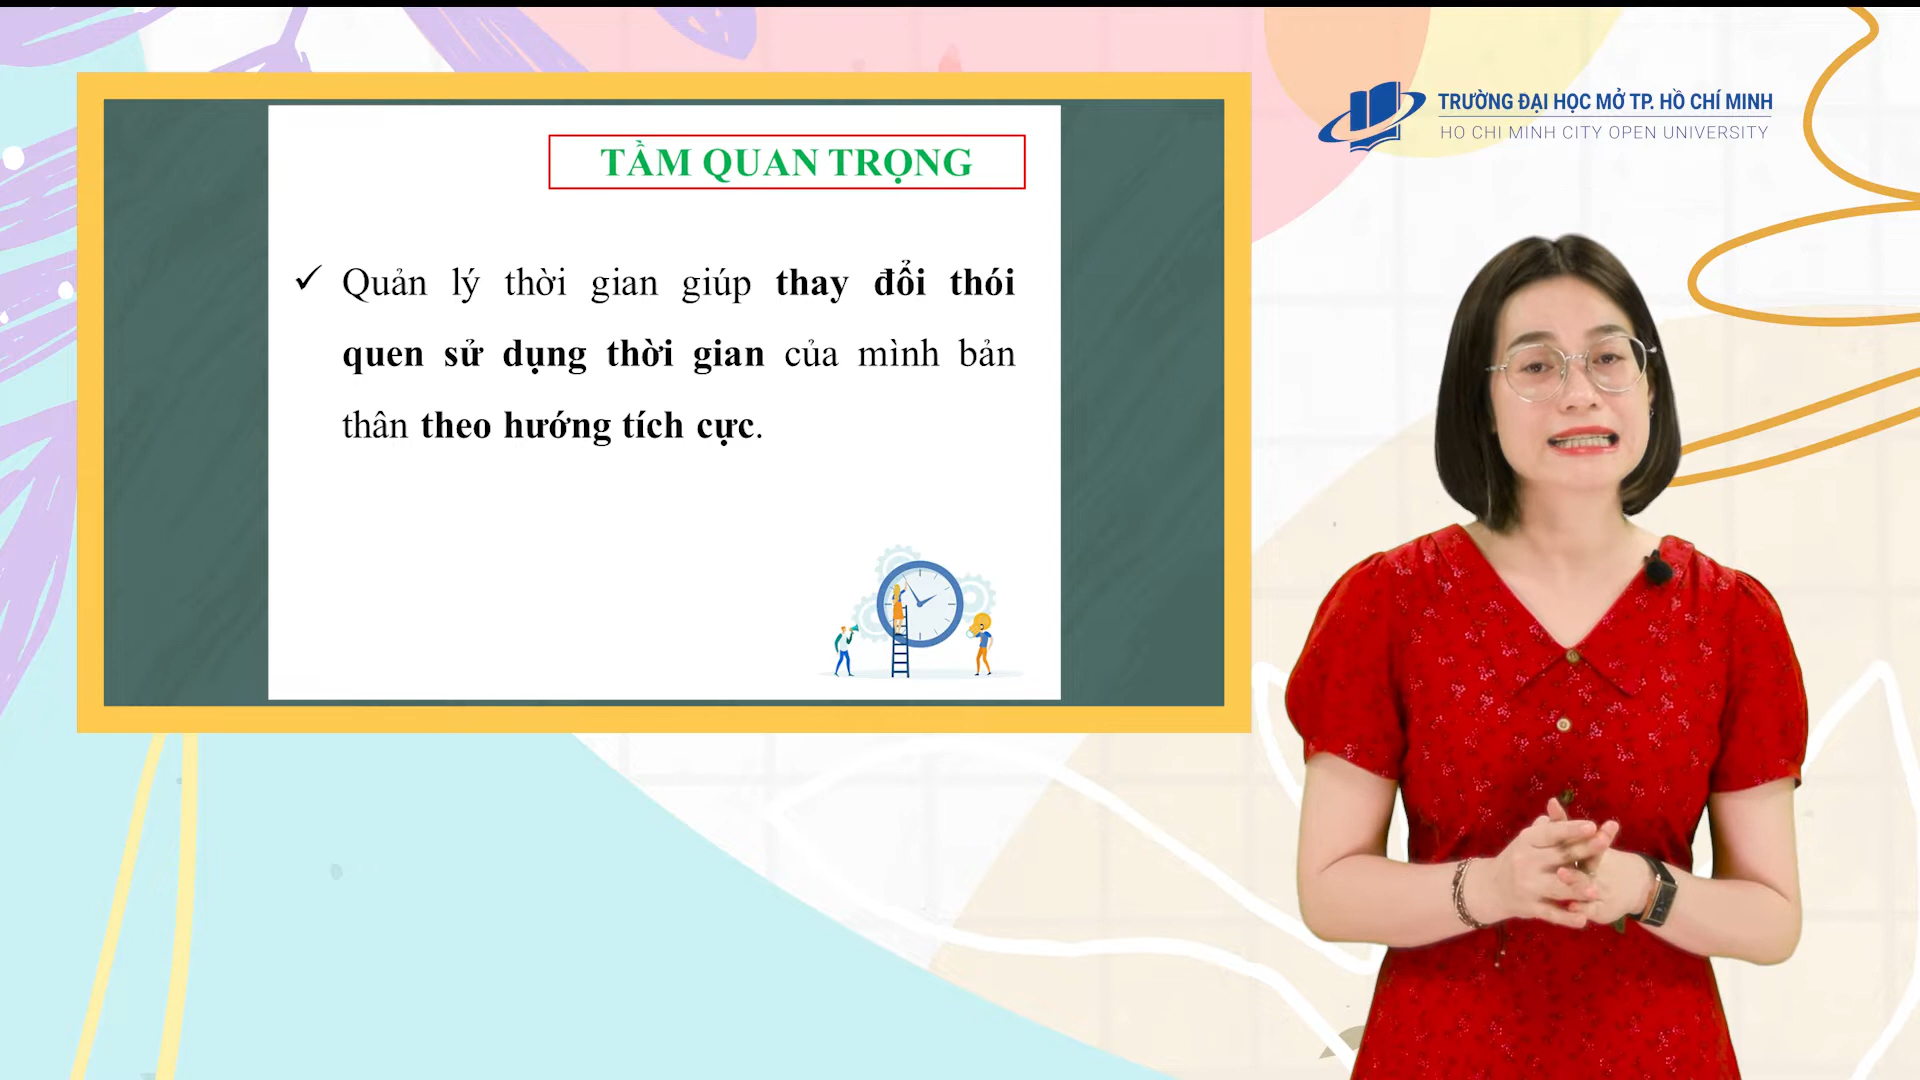 TẦM QUAN TRỌNG
✓ Quản lý thời gian giúp thay đổi thói
quen sử dụng thời gian của mình bản
thân theo hướng tích cực.
TRƯỜNG ĐẠI HỌC MỞ TP. HỒ CHÍ MINH
HO CHI MINH CITY OPEN UNIVERSITY